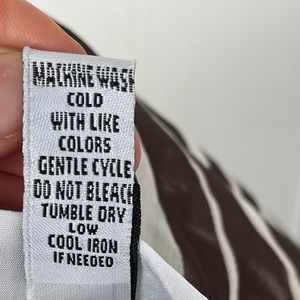 MACHINE WASH
COLD
WITH LIKE
COLORS
GENTLE CYCLE
DO NOT BLEACH
TUMBLE DRY
LOW
COOL IRON
IF NEEDED